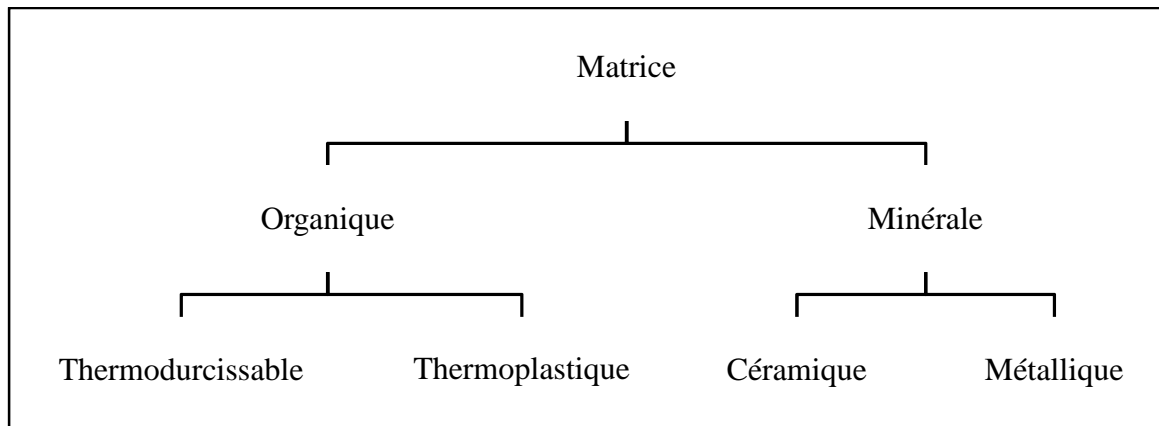 Matrice
Organique Minérale
Thermodurcissable Thermoplastique Céramique Métallique